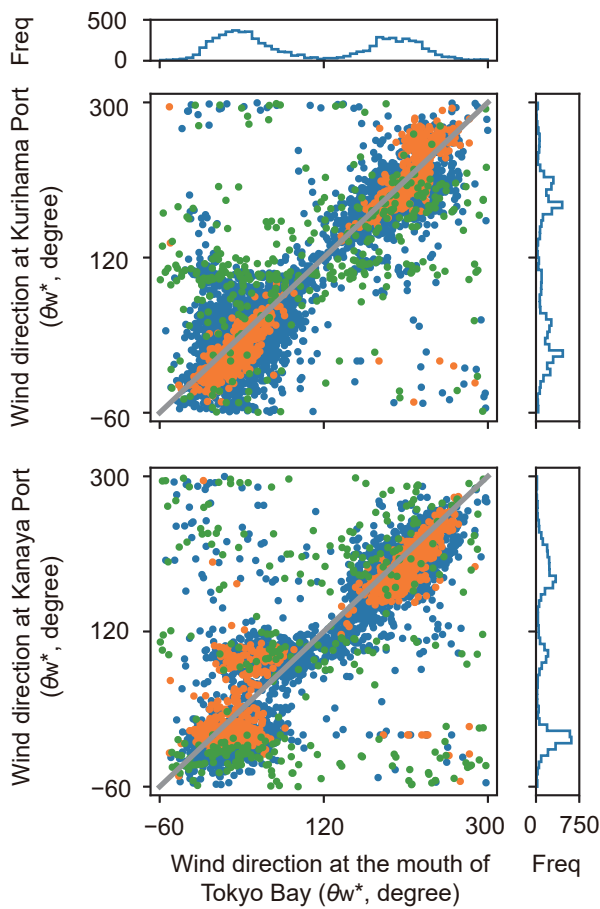 Freq
500
0
Wind direction at Kurihama Port
(θw*, degree)
300
120
−60
Wind direction at Kanaya Port
(θw*, degree)
300
120
−60
−60 120 300 0 750
Wind direction at the mouth of
Tokyo Bay (θw*, degree)
Freq